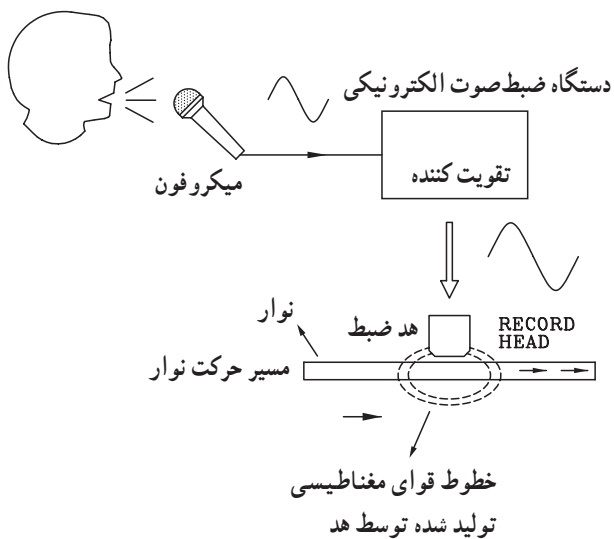 دستگاه ضبط‌صوت الکترونیکی
تقویت کننده
میکروفون
نوار
هد ضبط
RECORD
HEAD
مسیر حرکت نوار
خطوط قوای مغناطیسی
تولید شده توسط هد